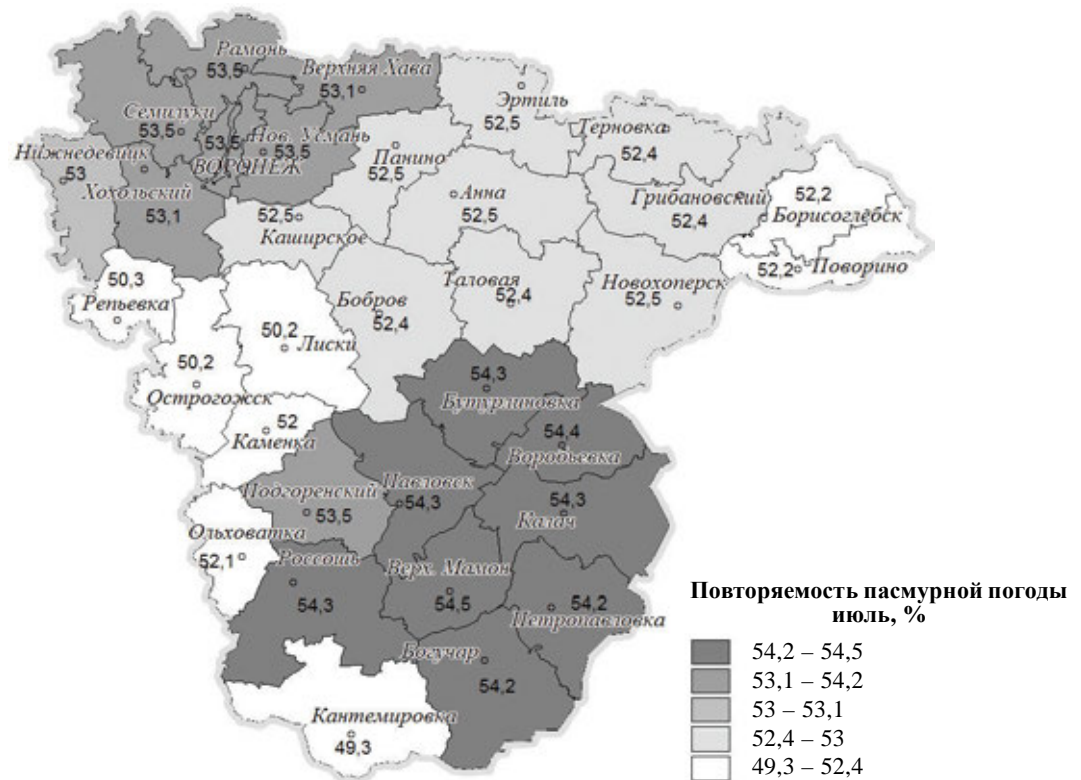 Рамонь
53,5
Верхняя Хава
53,1
Эртиль
52,5
Семилуки
53,5
53,5
Нов. Усмань
53,5
Терновка
52,4
Нижнедевицк
53
ВОРОНЕЖ
Панино
52,5
Хохольский
53,1
Анна
52,5
Грибановский
52,4
52,2
Борисоглебск
52,5
Каширское
52,2
Поворино
50,3
Репьевка
Бобров
52,4
Таловая
52,4
Новохоперск
52,5
50,2
Лиски
50,2
Острогожск
54,3
Бутурлиновка
52
Каменка
54,4
Воробьевка
Подгоренский
53,5
Павловск
54,3
54,3
Калач
Ольховатка
52,1
Россошь
54,3
Верх. Мамон
54,5
54,2
Петропавловка
Богучар
54,2
Кантемировка
49,3
Повторяемость пасмурной погоды
июль, %
54,2 – 54,5
53,1 – 54,2
53 – 53,1
52,4 – 53
49,3 – 52,4